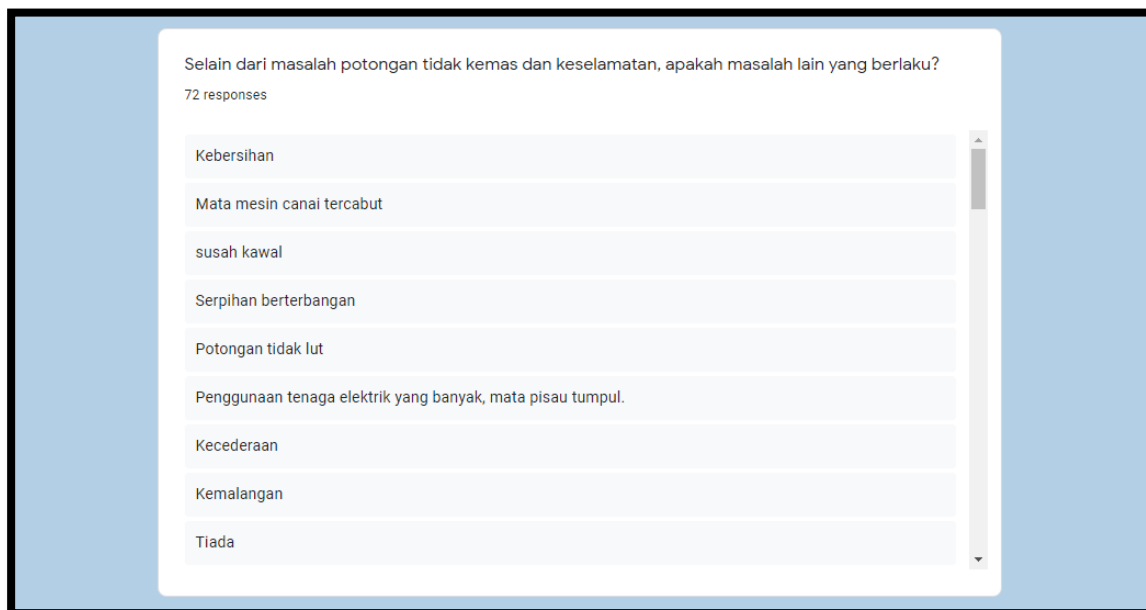 Selain dari masalah potongan tidak kemas dan keselamatan, apakah masalah lain yang berlaku?
72 responses
Kebersihan
Mata mesin canai tercabut
susah kawal
Serpihan berterbangan
Potongan tidak lut
Penggunaan tenaga elektrik yang banyak, mata pisau tumpul.
Kecederaan
Kemalangan
Tiada